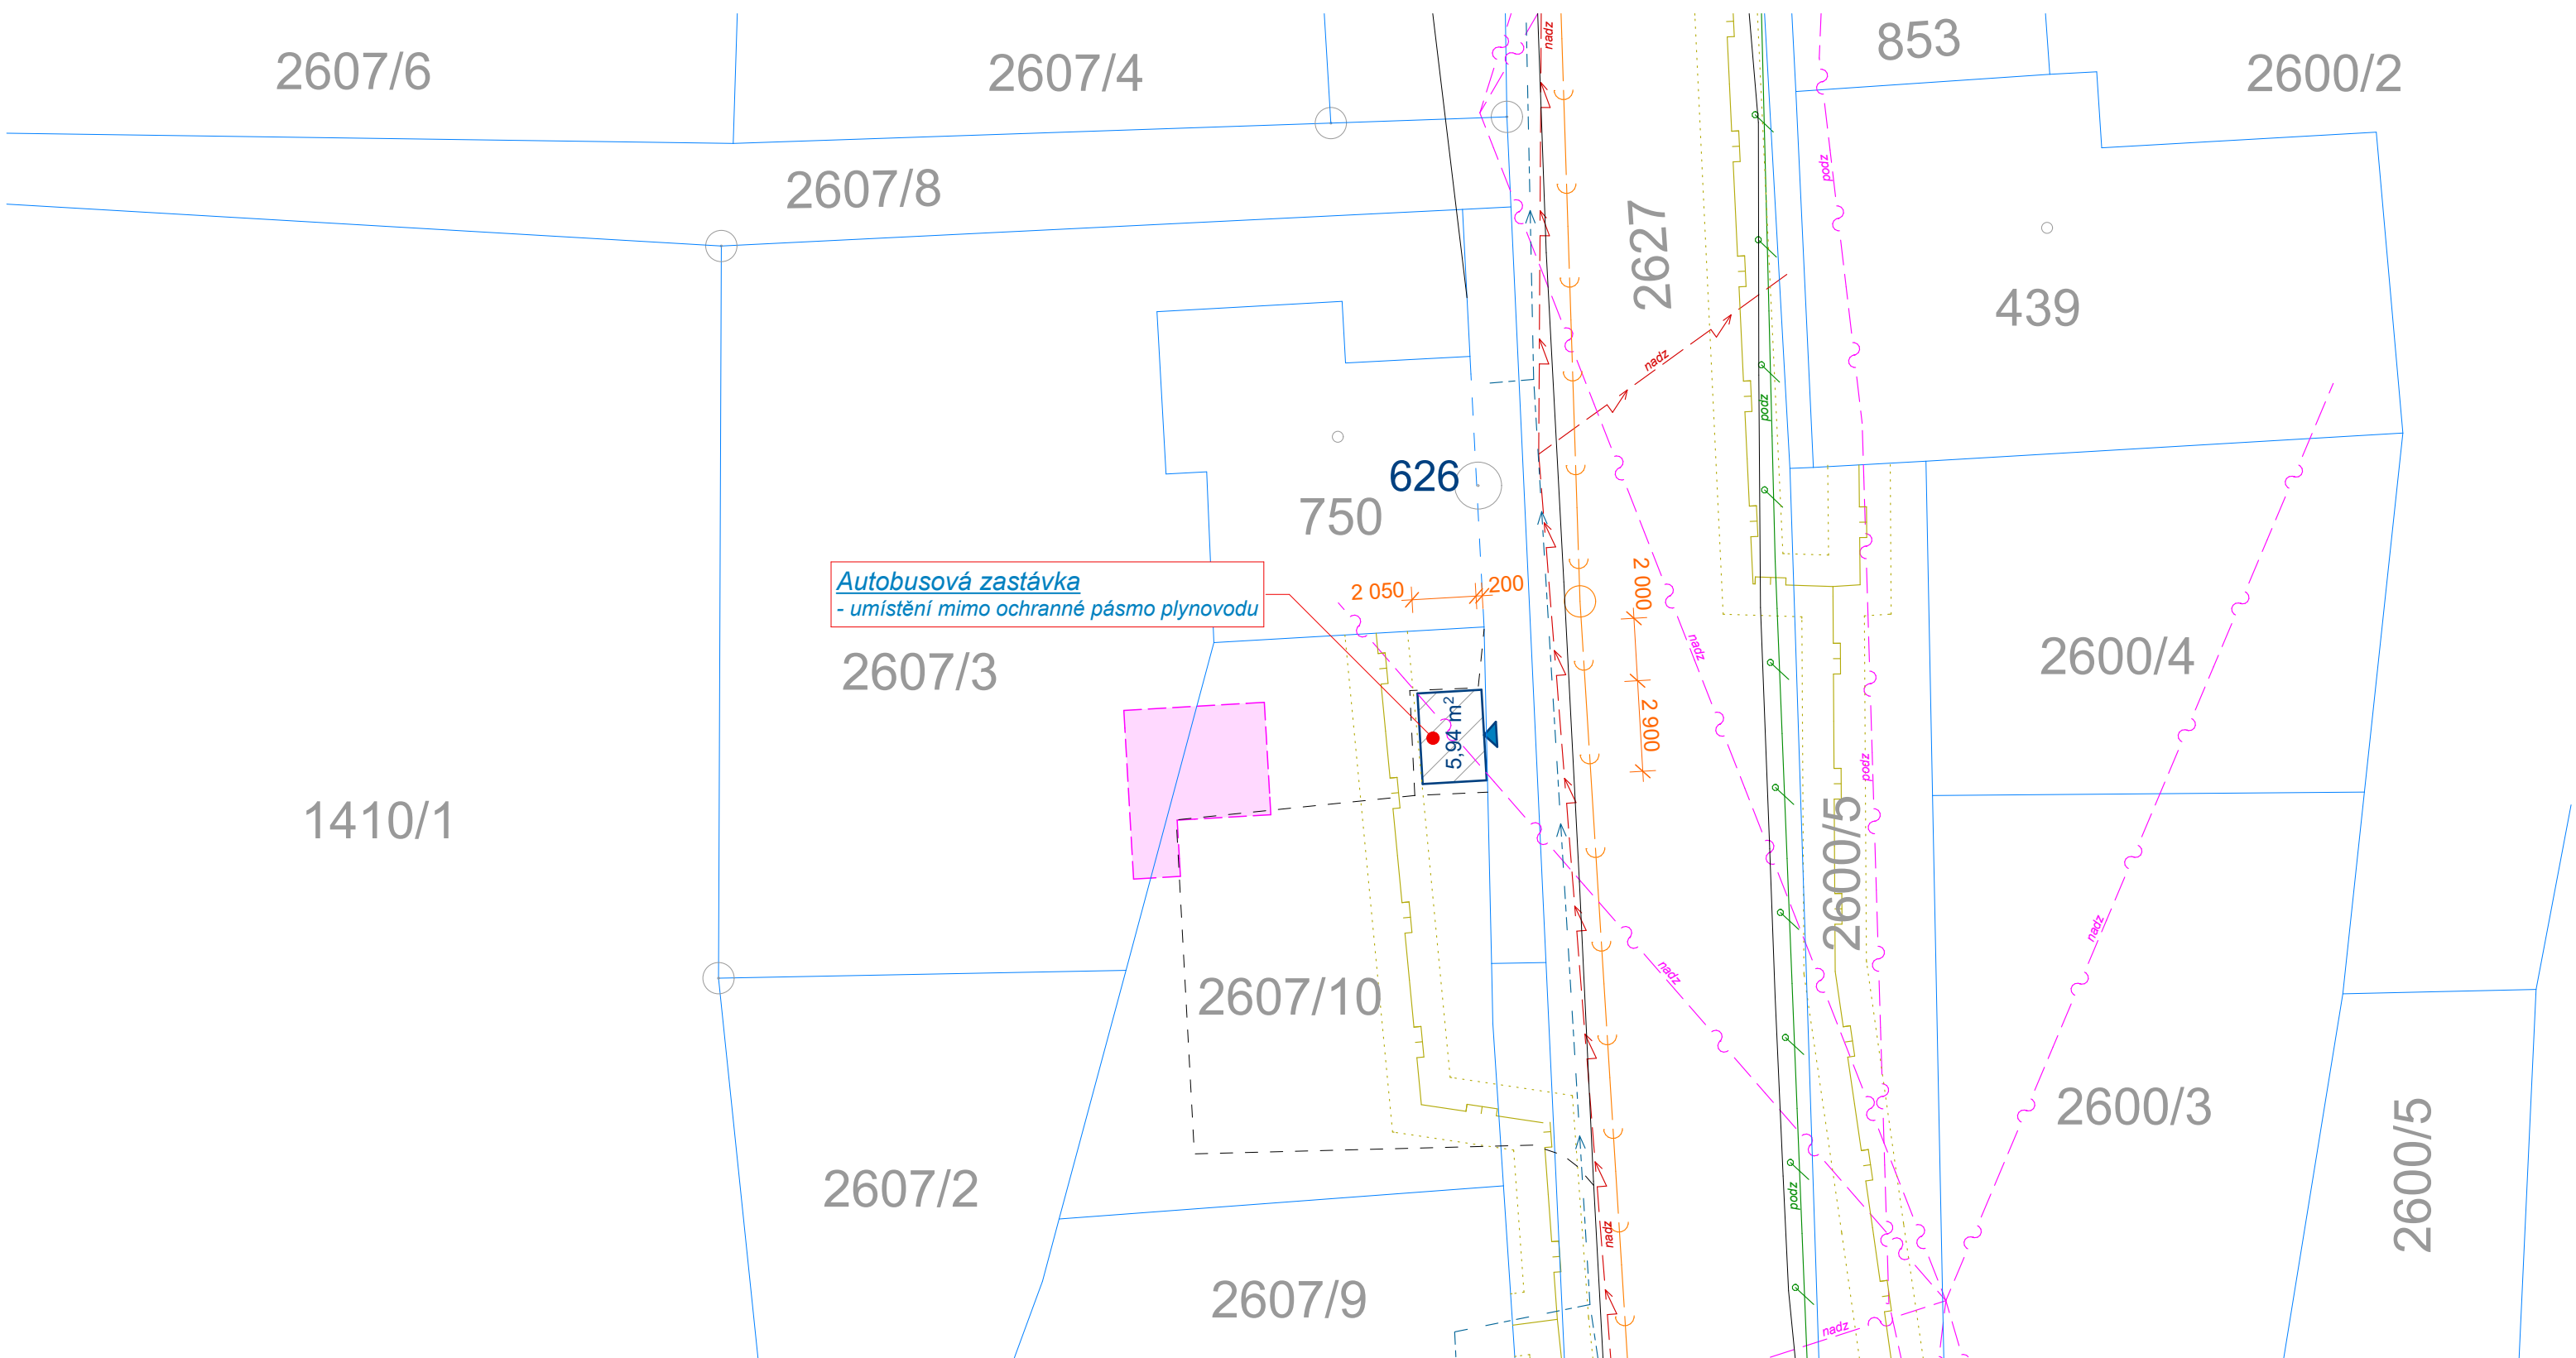 853
2607/6
2607/4
2600/2
nadz
podz
2607/8
2627
439
nadz
podz
626
750
Autobusová zastávka
- umístění mimo ochranné pásmo plynovodu
2 050
200
2 000
nadz
2607/3
2600/4
5,94 m²
2 900
podz
1410/1
2600/5
nadz
nadz
2607/10
2600/3
2600/5
2607/2
podz
nadz
2607/9
nadz